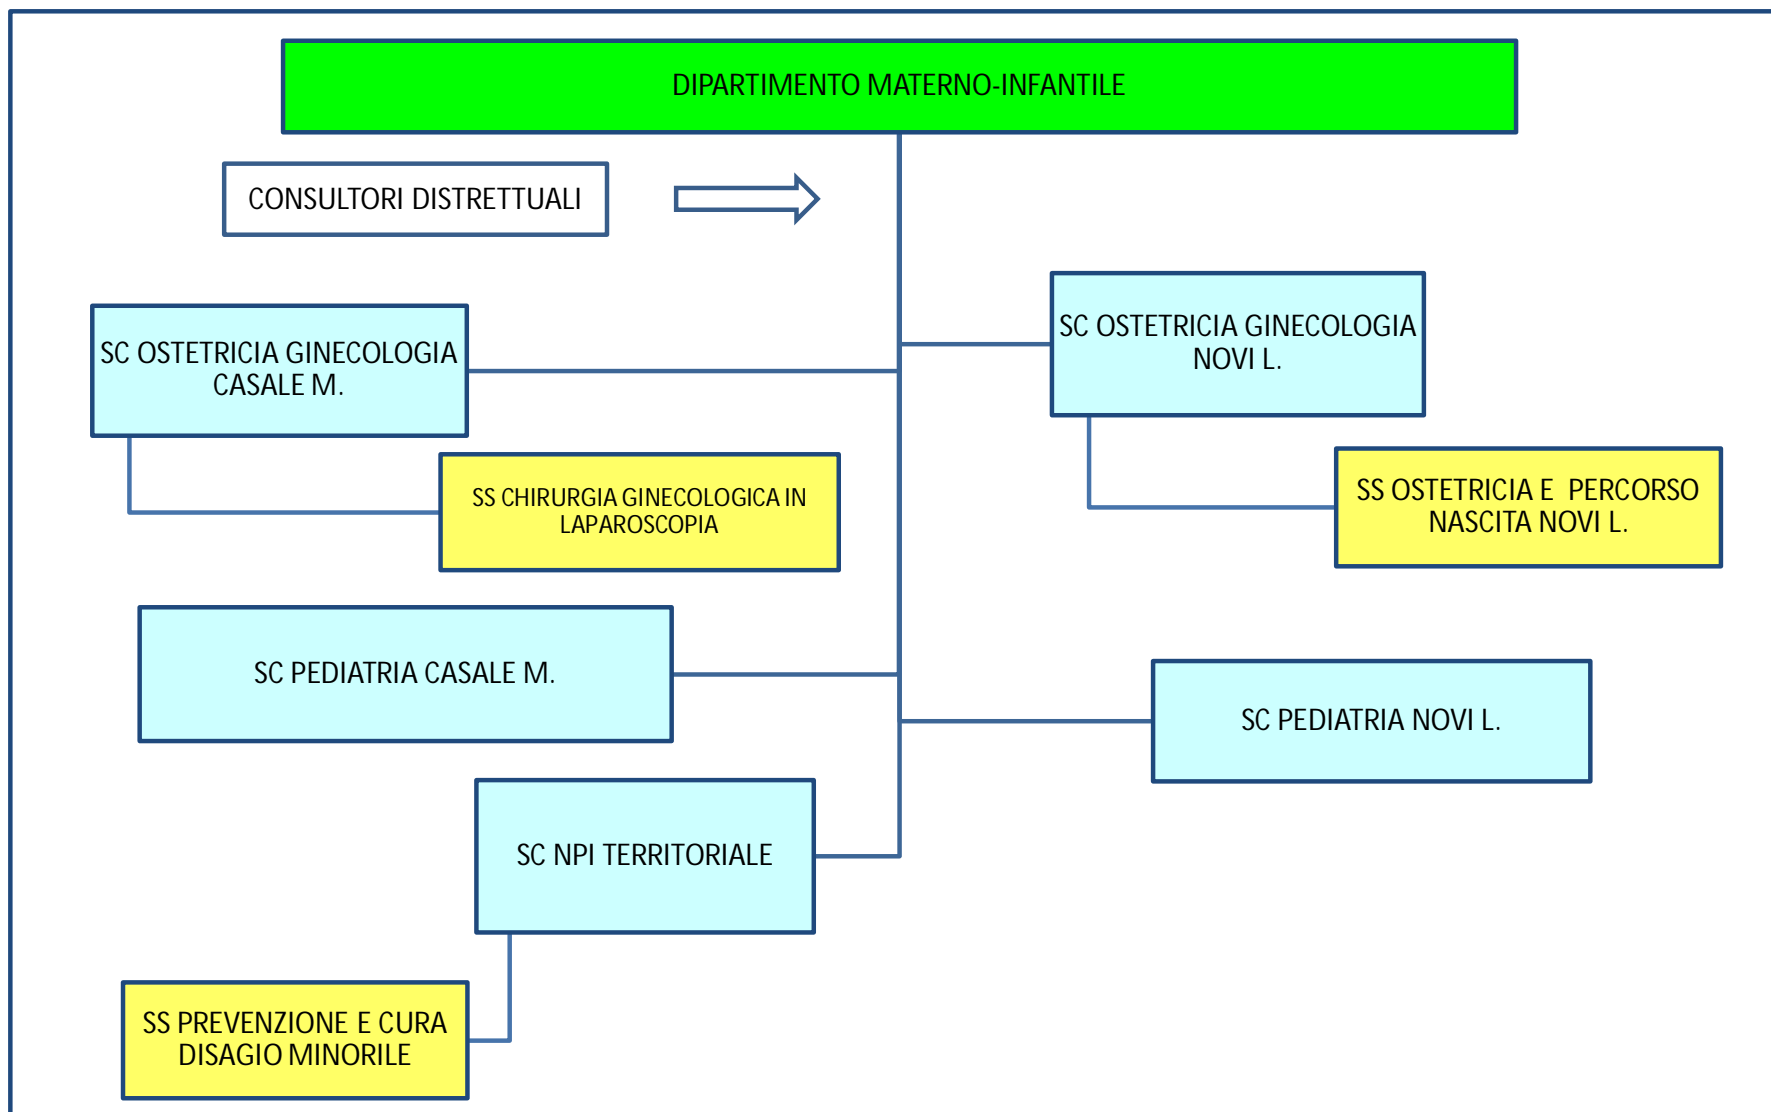 DIPARTIMENTO MATERNO-INFANTILE
CONSULTORI DISTRETTUALI
SC OSTETRICIA GINECOLOGIA
CASALE M.
SC OSTETRICIA GINECOLOGIA
NOVI L.
SS CHIRURGIA GINECOLOGICA IN
LAPAROSCOPIA
SS OSTETRICIA E PERCORSO
NASCITA NOVI L.
SC PEDIATRIA CASALE M.
SC PEDIATRIA NOVI L.
SC NPI TERRITORIALE
SS PREVENZIONE E CURA
DISAGIO MINORILE